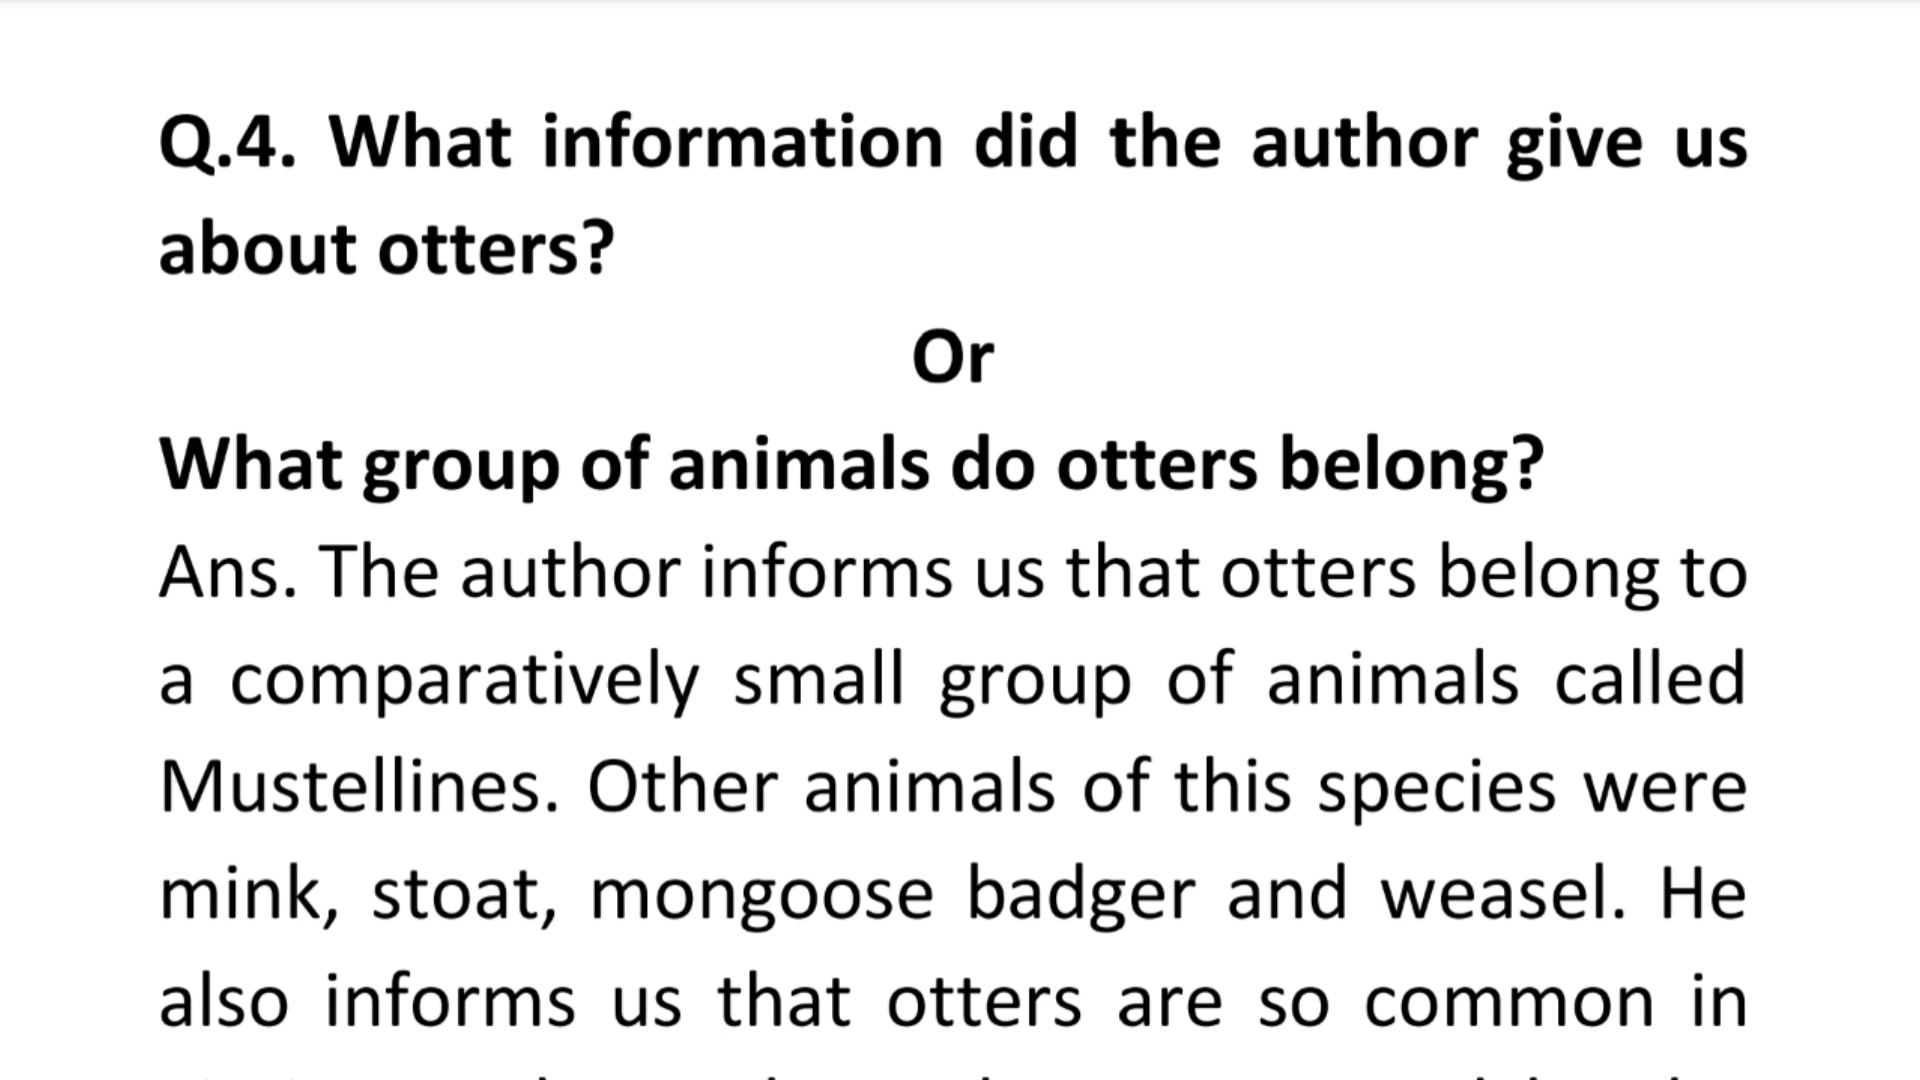 Q.4. What information did the author give us
about otters?
Or
What group of animals do otters belong?
Ans. The author informs us that otters belong to
a comparatively small group of animals called
Mustellines. Other animals of this species were
mink, stoat, mongoose badger and weasel. He
also informs us that otters are so common in